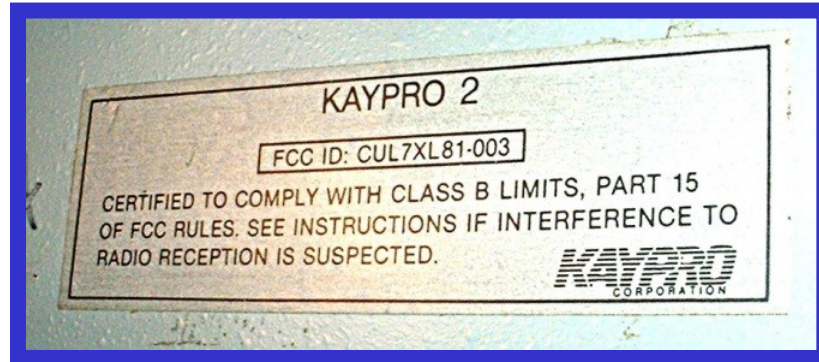 KAYPRO 2
FCC ID: CUL7XL81-003
CERTIFIED TO COMPLY WITH CLASS B LIMITS, PART 15
OF FCC RULES. SEE INSTRUCTIONS IF INTERFERENCE TO
RADIO RECEPTION IS SUSPECTED.
KAYPRO
CORPORATION